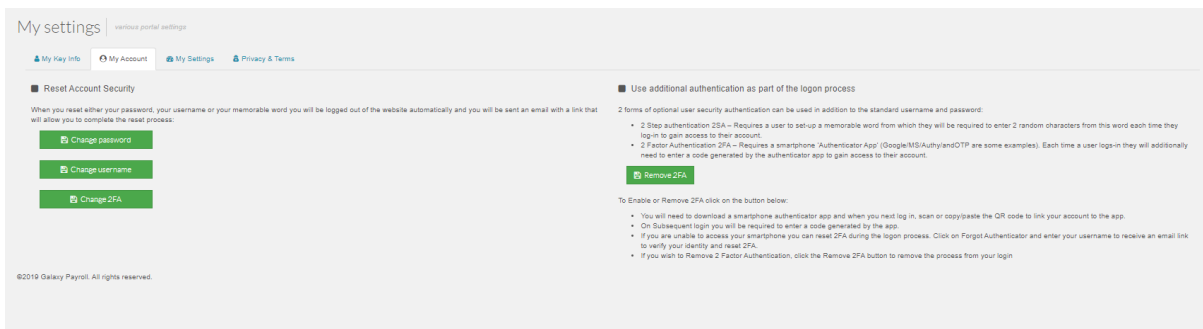 My settings various portal settings
My Key Info My Account My Settings Privacy & Terms
Reset Account Security
When you reset either your password, your username or your memorable word you will be logged out of the website automatically and you will be sent an email with a link that
will allow you to complete the reset process:
Change password
Change username
Change 2FA
Use additional authentication as part of the logon process
2 forms of optional user security authentication can be used in addition to the standard username and password:
• 2 Step authentication 2SA – Requires a user to set-up a memorable word from which they will be required to enter 2 random characters from this word each time they
log-in to gain access to their account.
• 2 Factor Authentication 2FA – Requires a smartphone 'Authenticator App' (Google/MS/Authy/andOTP are some examples). Each time a user logs-in they will additionally
need to enter a code generated by the authenticator app to gain access to their account.
Remove 2FA
To Enable or Remove 2FA click on the button below:
• You will need to download a smartphone authenticator app and when you next log in, scan or copy/paste the QR code to link your account to the app.
• On Subsequent login you will be required to enter a code generated by the app.
• If you are unable to access your smartphone you can reset 2FA during the logon process. Click on Forgot Authenticator and enter your username to receive an email link
to verify your identity and reset 2FA.
• If you wish to Remove 2 Factor Authentication, click the Remove 2FA button to remove the process from your login
©2019 Galaxy Payroll. All rights reserved.